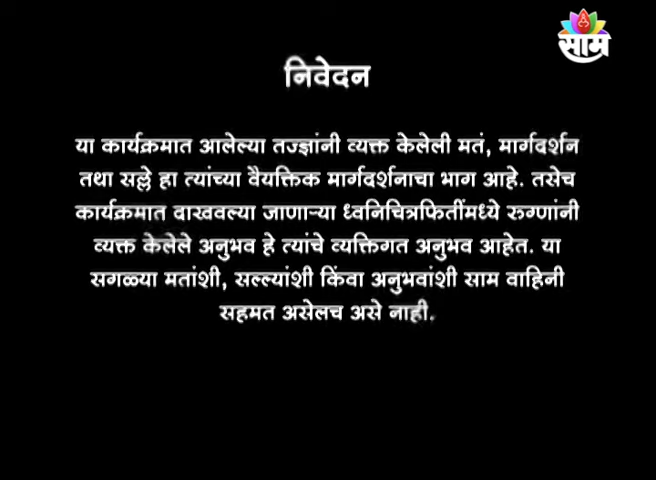 साम
निवेदन
या कार्यक्रमात आलेल्या तज्ज्ञांनी व्यक्त केलेली मतं, मार्गदर्शन
तथा सल्ले हा त्यांच्या वैयक्तिक मार्गदर्शनाचा भाग आहे. तसेच
कार्यक्रमात दाखवल्या जाणाऱ्या ध्वनिचित्रफितींमध्ये रुग्णांनी
व्यक्त केलेले अनुभव हे त्यांचे व्यक्तिगत अनुभव आहेत. या
सगळ्या मतांशी, सल्ल्यांशी किंवा अनुभवांशी साम वाहिनी
सहमत असेलच असे नाही.